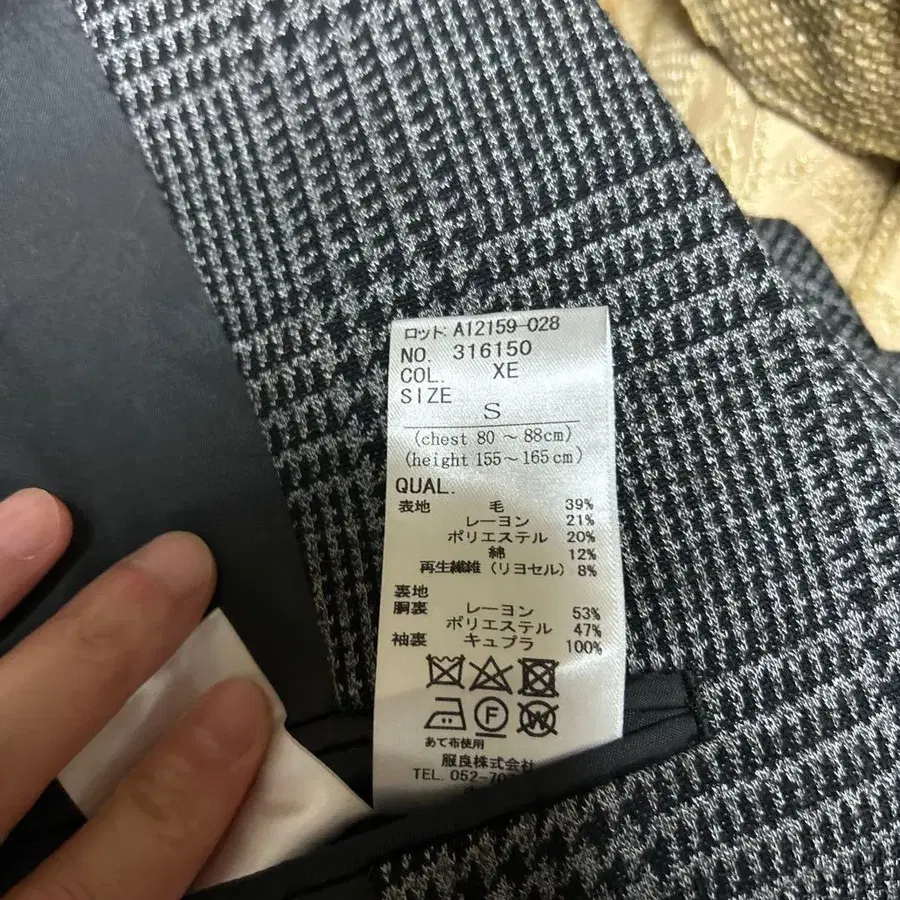 ロット A12159-028
NO. 316150
COL. XE
SIZE
S
(chest 80〜88cm)
(height 155〜165cm)
QUAL.
表地 毛 39%
レーヨン 21%
ポリエステル 20%
綿 12%
再生繊維（リヨセル）8%
裏地
胴裏 レーヨン 53%
ポリエステル 47%
袖裏 キュプラ 100%
F W
あて布使用
服良株式会社
TEL. 052-70